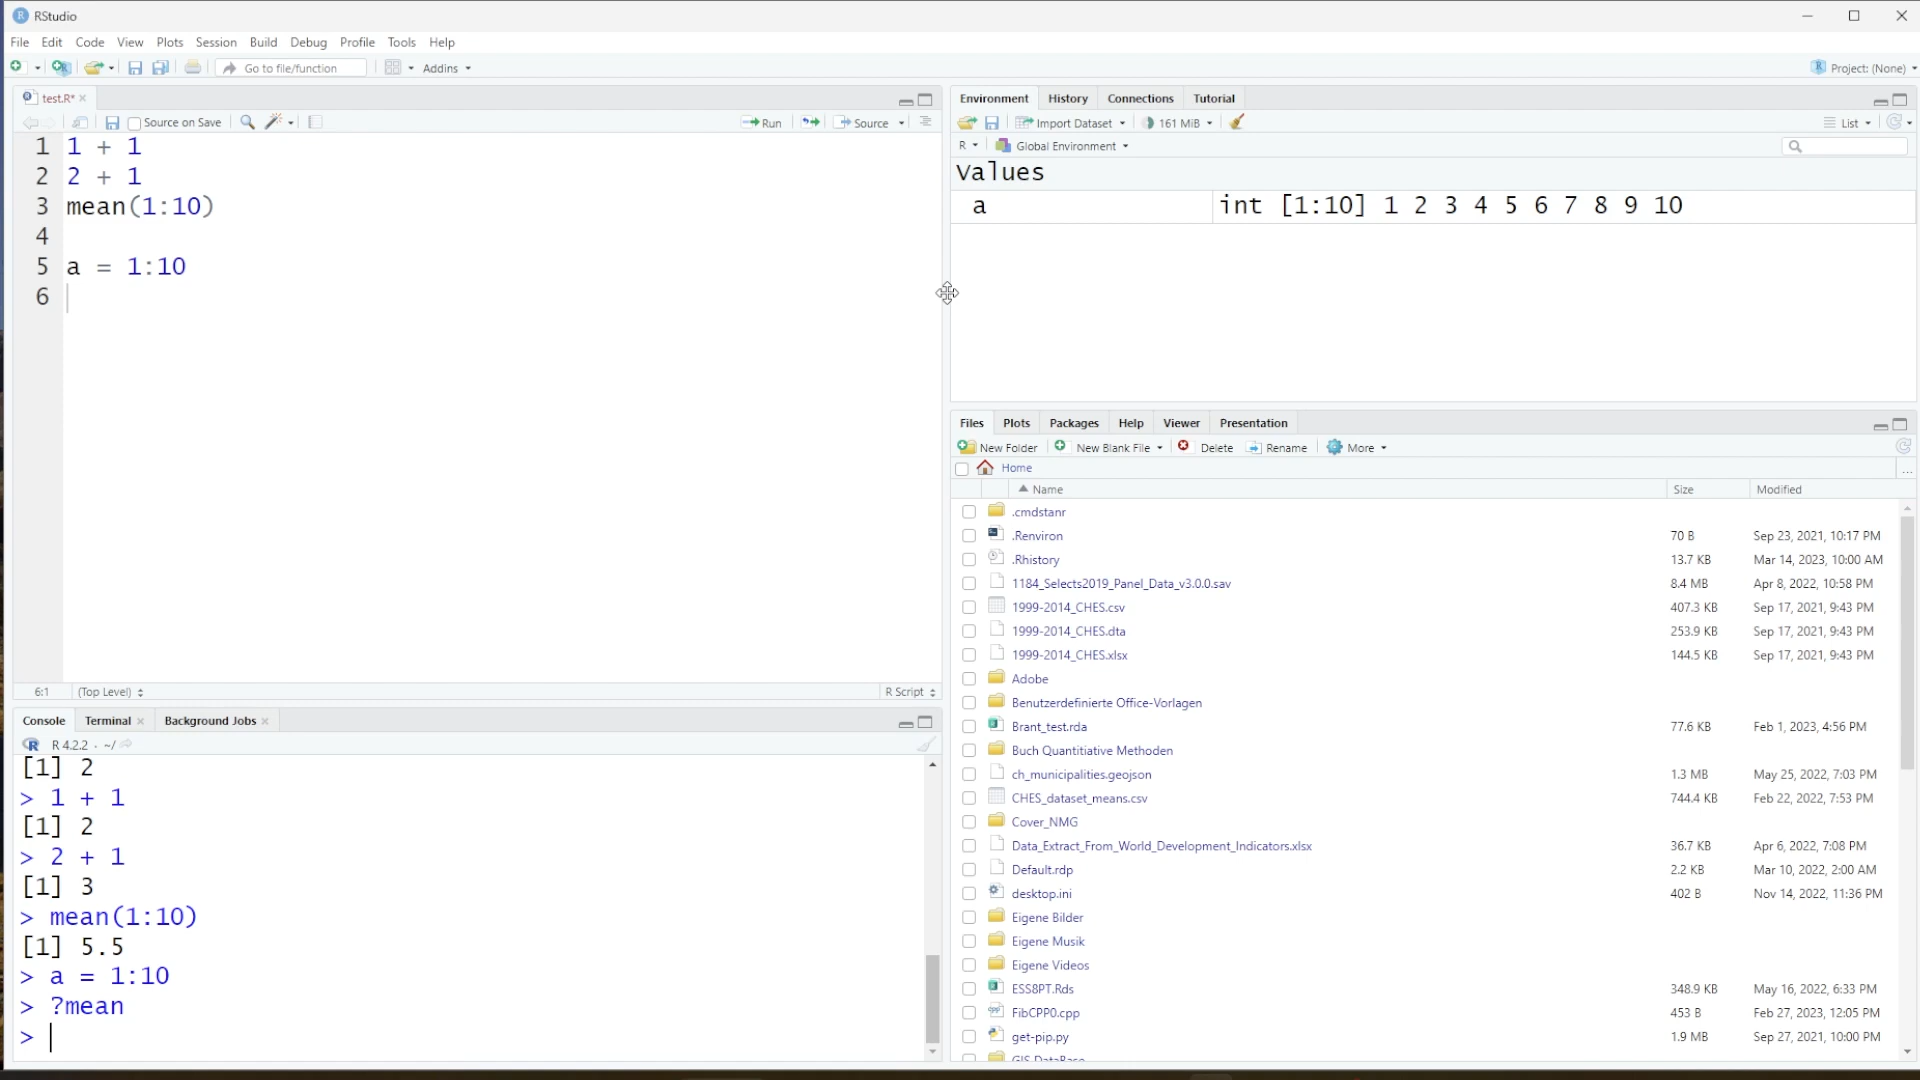 RStudio
File Edit Code View Plots Session Build Debug Profile Tools Help
Go to file/function Addins Project: (None)
test.R*
Source on Save Run Source
1 1 + 1
2 2 + 1
3 mean(1:10)
4
5 a = 1:10
6
6:1 (Top Level) R Script
Console Terminal Background Jobs
R 4.2.2 · ~/
[1] 2
> 1 + 1
[1] 2
> 2 + 1
[1] 3
> mean(1:10)
[1] 5.5
> a = 1:10
> ?mean
>
Environment History Connections Tutorial
Import Dataset 161 MiB List
R Global Environment
Values
a int [1:10] 1 2 3 4 5 6 7 8 9 10
Files Plots Packages Help Viewer Presentation
New Folder New Blank File Delete Rename More
Home ...
Name Size Modified
.cmdstanr
.Renviron 70 B Sep 23, 2021, 10:17 PM
.Rhistory 13.7 KB Mar 14, 2023, 10:00 AM
1184_Selects2019_Panel_Data_v3.0.0.sav 8.4 MB Apr 8, 2022, 10:58 PM
1999-2014_CHES.csv 407.3 KB Sep 17, 2021, 9:43 PM
1999-2014_CHES.dta 253.9 KB Sep 17, 2021, 9:43 PM
1999-2014_CHES.xlsx 144.5 KB Sep 17, 2021, 9:43 PM
Adobe
Benutzerdefinierte Office-Vorlagen
Brant_test.rda 77.6 KB Feb 1, 2023, 4:56 PM
Buch Quantitiative Methoden
ch_municipalities.geojson 1.3 MB May 25, 2022, 7:03 PM
CHES_dataset_means.csv 744.4 KB Feb 22, 2022, 7:53 PM
Cover_NMG
Data_Extract_From_World_Development_Indicators.xlsx 36.7 KB Apr 6, 2022, 7:08 PM
Default.rdp 2.2 KB Mar 10, 2022, 2:00 AM
desktop.ini 402 B Nov 14, 2022, 11:36 PM
Eigene Bilder
Eigene Musik
Eigene Videos
ESS8PT.Rds 348.9 KB May 16, 2022, 6:33 PM
FibCPP0.cpp 453 B Feb 27, 2023, 12:05 PM
get-pip.py 1.9 MB Sep 27, 2021, 10:00 PM
GIS DataBase